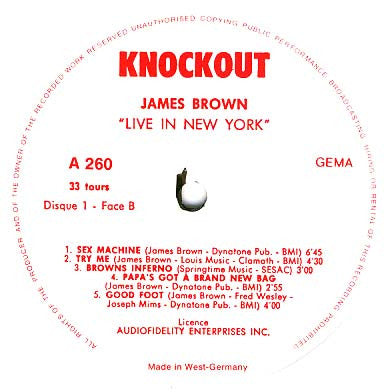 UNAUTHORISED COPYING PUBLIC PERFORMANCE, BROADCASTING, HIRING OR RENTAL OF THIS RECORDING PROHIBITED
ALL RIGHTS OF THE PRODUCER AND OF THE OWNER OF THE RECORDED WORK RESERVED
KNOCKOUT
JAMES BROWN
"LIVE IN NEW YORK"
A 260
GEMA
33 tours
Disque 1 - Face B
1. SEX MACHINE (James Brown - Dynatone Pub. - BMI) 6'45
2. TRY ME (James Brown - Louis Music - Clamath - BMI) 4'30
3. BROWNS INFERNO (Springtime Music - SESAC) 3'00
4. PAPA'S GOT A BRAND NEW BAG
(James Brown - Dynatone Pub. - BMI) 2'55
5. GOOD FOOT (James Brown - Fred Wesley -
Joseph Mims - Dynatone Pub. - BMI) 4'00
Licence
AUDIOFIDELITY ENTERPRISES INC.
Made in West-Germany